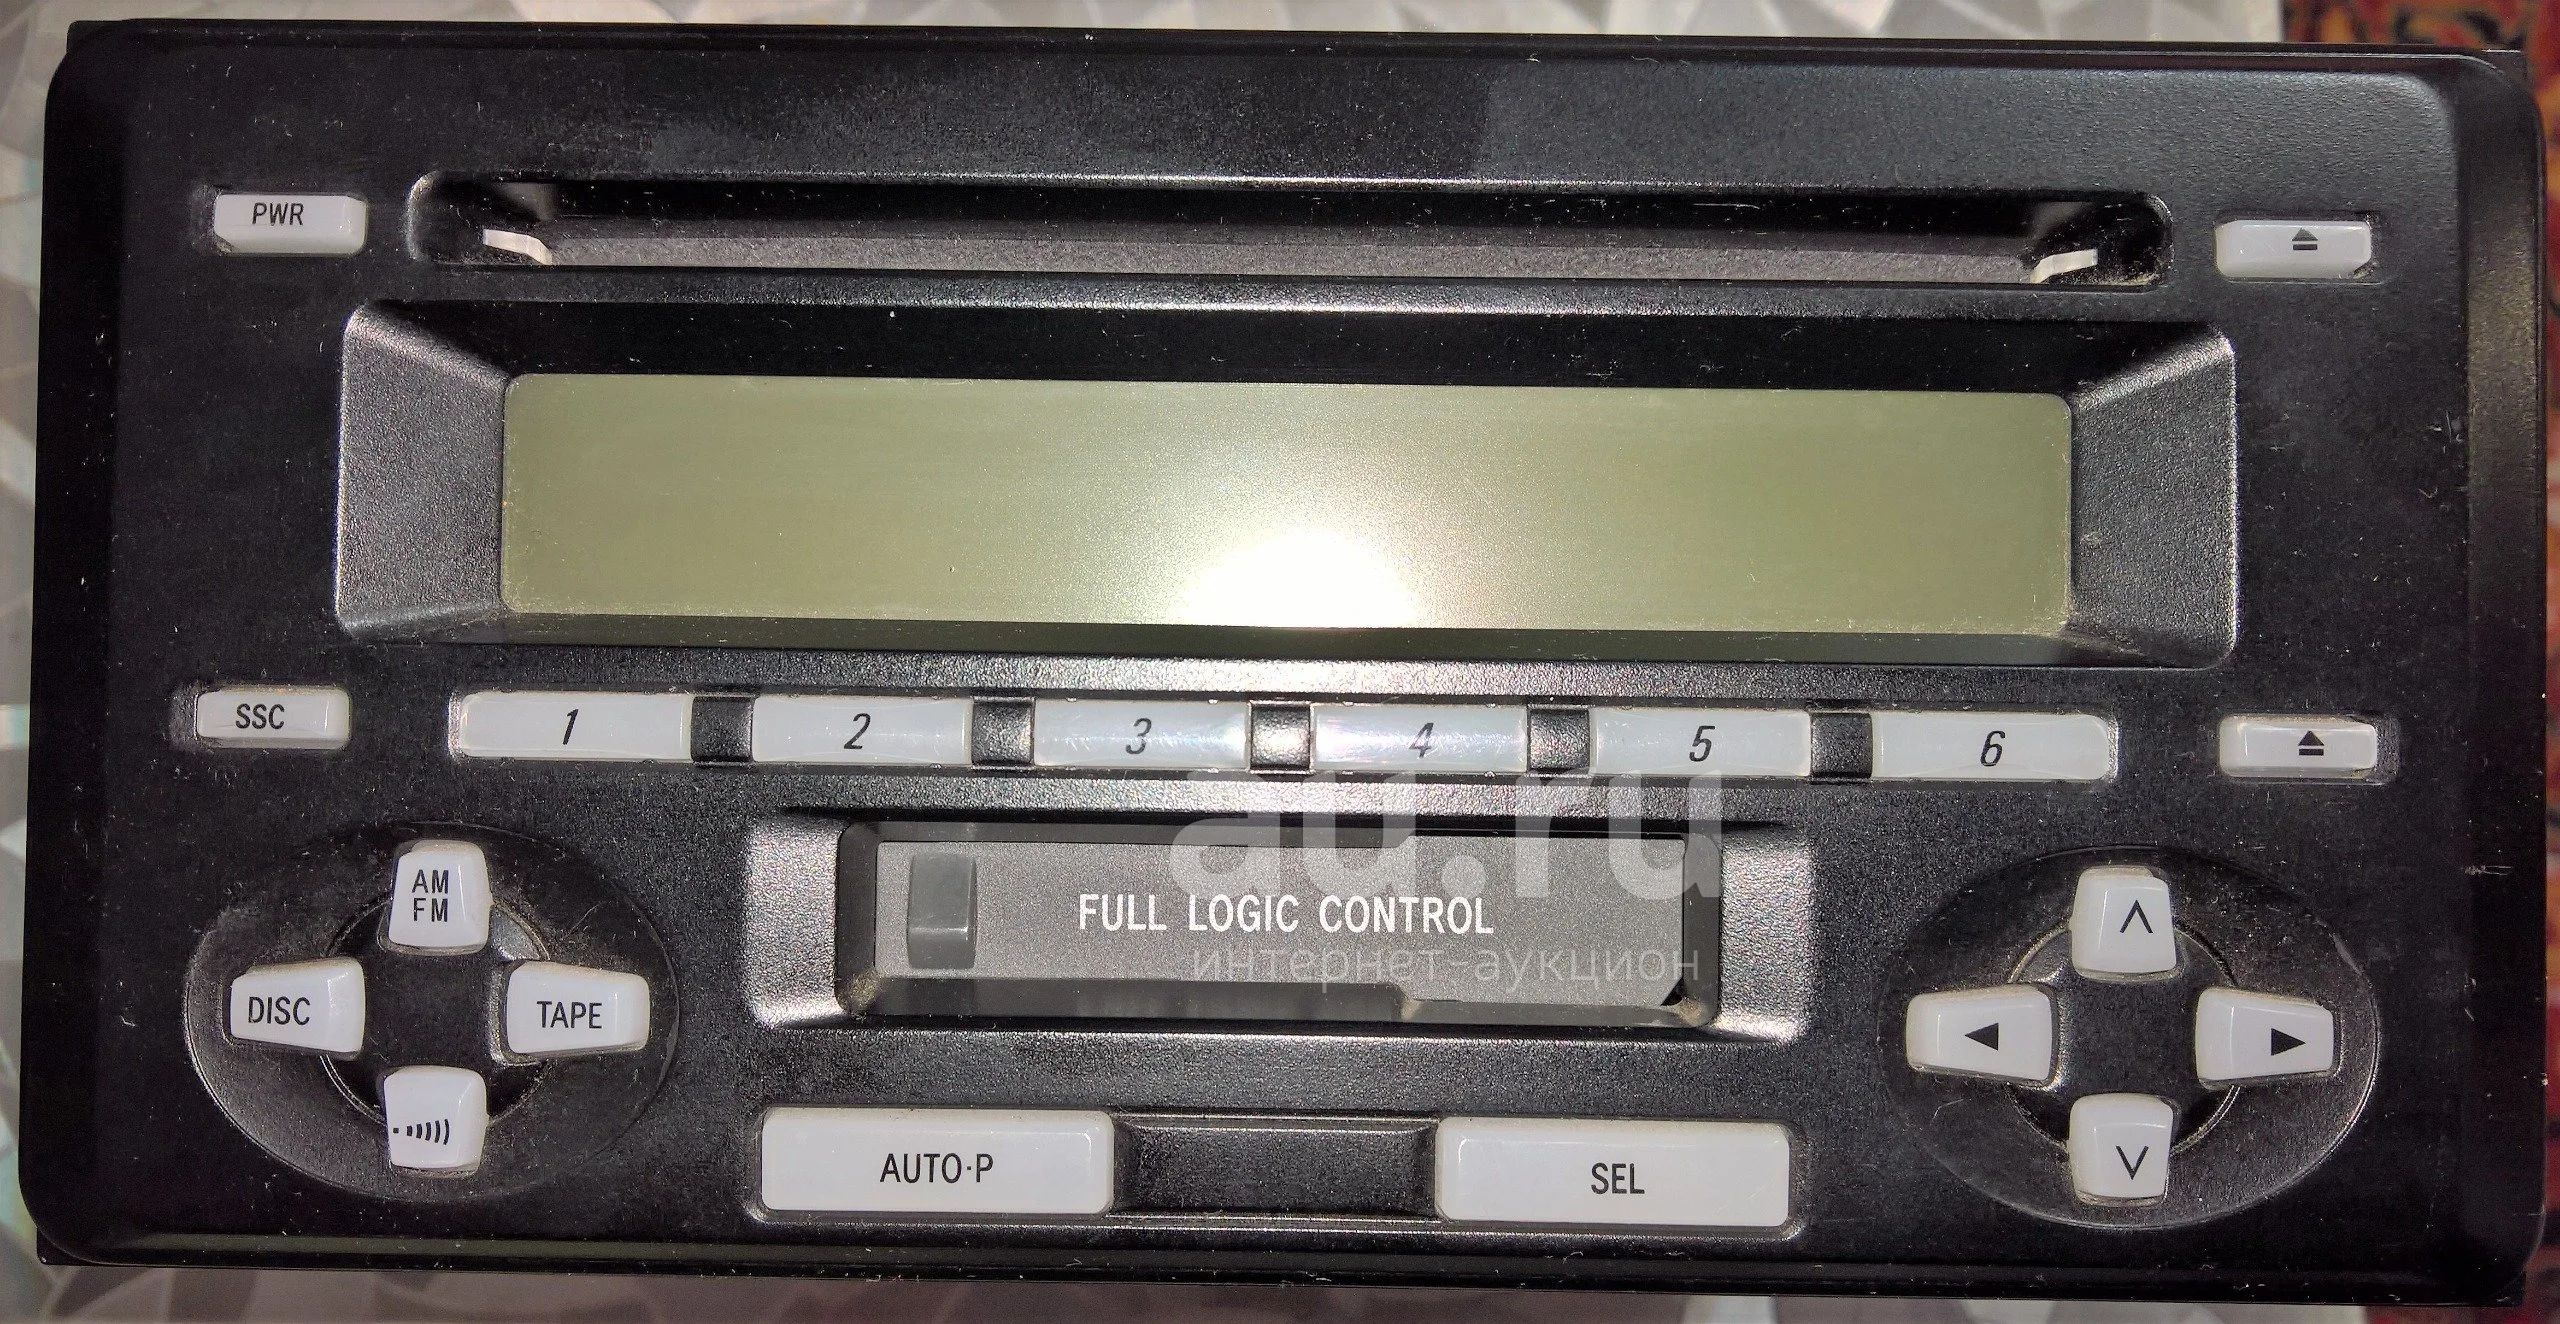 PWR
SSC
1 2 3 4 5 6
au.ru
AM
FM
FULL LOGIC CONTROL
интернет-аукцион
DISC
TAPE
AUTO·P
SEL